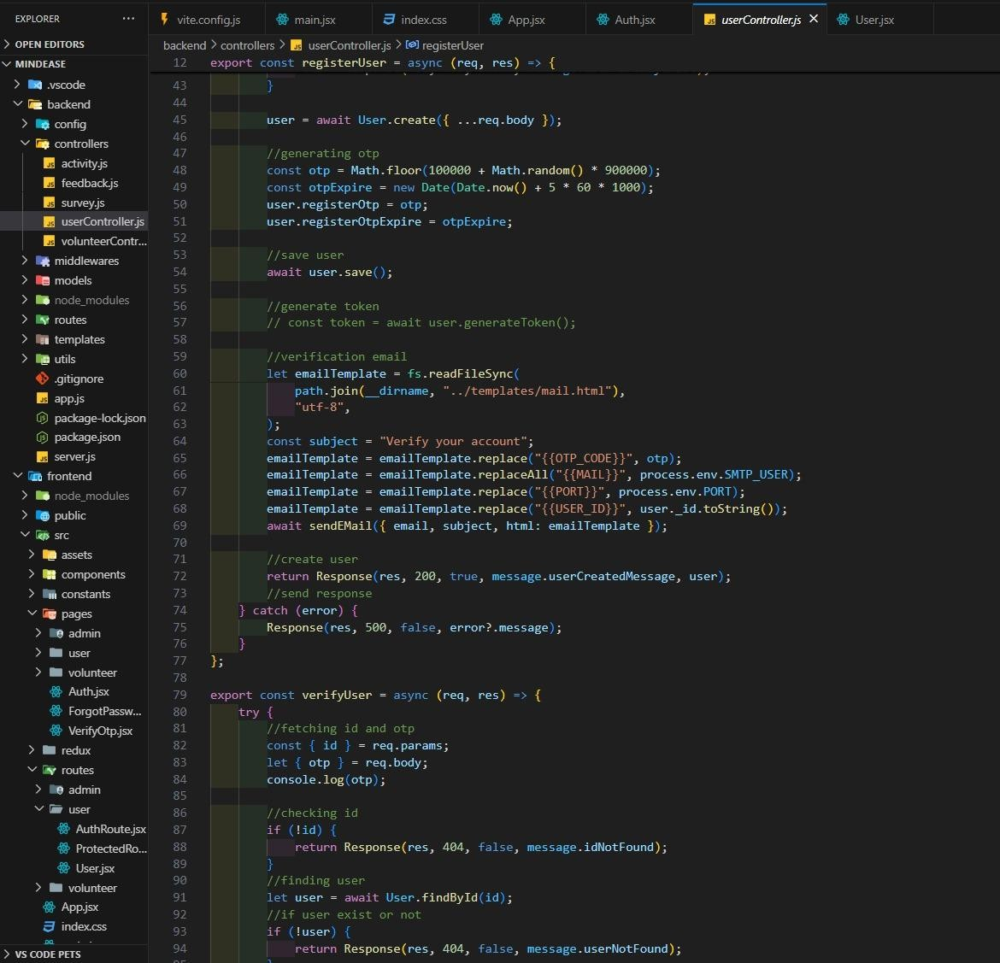 EXPLORER ...
OPEN EDITORS
MINDEASE
.vscode
backend
config
controllers
activity.js
feedback.js
survey.js
userController.js
volunteerContr...
middlewares
models
node_modules
routes
templates
utils
.gitignore
app.js
package-lock.json
package.json
server.js
frontend
node_modules
public
src
assets
components
constants
pages
admin
user
volunteer
Auth.jsx
ForgotPassw...
VerifyOtp.jsx
redux
routes
admin
user
AuthRoute.jsx
ProtectedRo...
User.jsx
volunteer
App.jsx
index.css
VS CODE PETS
vite.config.js main.jsx index.css App.jsx Auth.jsx userController.js User.jsx
backend > controllers > userController.js > registerUser
12 export const registerUser = async (req, res) => {
43 }
44
45 user = await User.create({ ...req.body });
46
47 //generating otp
48 const otp = Math.floor(100000 + Math.random() * 900000);
49 const otpExpire = new Date(Date.now() + 5 * 60 * 1000);
50 user.registerOtp = otp;
51 user.registerOtpExpire = otpExpire;
52
53 //save user
54 await user.save();
55
56 //generate token
57 // const token = await user.generateToken();
58
59 //verification email
60 let emailTemplate = fs.readFileSync(
61 path.join(__dirname, "../templates/mail.html"),
62 "utf-8",
63 );
64 const subject = "Verify your account";
65 emailTemplate = emailTemplate.replace("{{OTP_CODE}}", otp);
66 emailTemplate = emailTemplate.replaceAll("{{MAIL}}", process.env.SMTP_USER);
67 emailTemplate = emailTemplate.replace("{{PORT}}", process.env.PORT);
68 emailTemplate = emailTemplate.replace("{{USER_ID}}", user._id.toString());
69 await sendEMail({ email, subject, html: emailTemplate });
70
71 //create user
72 return Response(res, 200, true, message.userCreatedMessage, user);
73 //send response
74 } catch (error) {
75 Response(res, 500, false, error?.message);
76 }
77 };
78
79 export const verifyUser = async (req, res) => {
80 try {
81 //fetching id and otp
82 const { id } = req.params;
83 let { otp } = req.body;
84 console.log(otp);
85
86 //checking id
87 if (!id) {
88 return Response(res, 404, false, message.idNotFound);
89 }
90 //finding user
91 let user = await User.findById(id);
92 //if user exist or not
93 if (!user) {
94 return Response(res, 404, false, message.userNotFound);